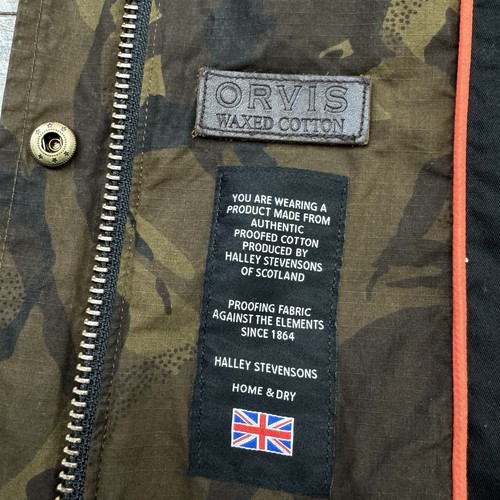 ORVIS
WAXED COTTON
YOU ARE WEARING A
PRODUCT MADE FROM
AUTHENTIC
PROOFED COTTON
PRODUCED BY
HALLEY STEVENSONS
OF SCOTLAND
PROOFING FABRIC
AGAINST THE ELEMENTS
SINCE 1864
HALLEY STEVENSONS
HOME & DRY